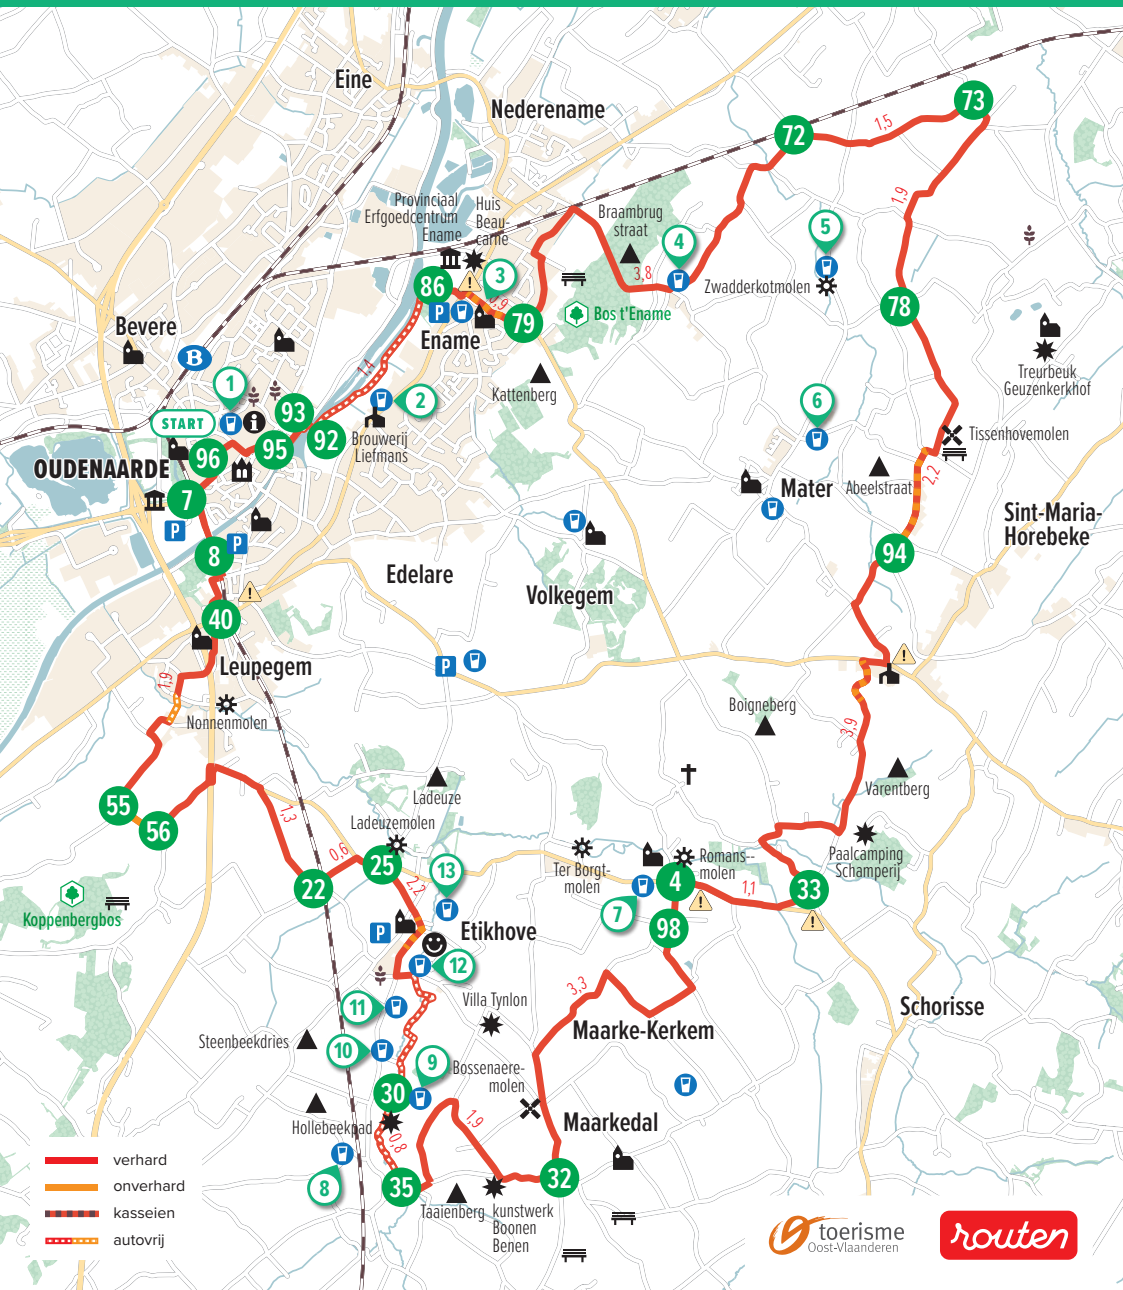 Eine
Nederename
73
72
1,5
1,9
Provinciaal
Erfgoedcentrum
Ename
Huis
Beau-
carne
Braambrug
straat
4
5
3,8
Zwadderkotmolen
3
86
0,9
79
P
Ename
Bos t'Ename
78
Bevere
B
1,4
Kattenberg
Treurbeuk
Geuzenkerkhof
1
START
i
93
92
95
96
2
Brouwerij
Liefmans
6
Tissenhovemolen
OUDENAARDE
7
P
P
8
2,2
Mater
Abeelstraat
Sint-Maria-
Horebeke
94
Edelare
Volkegem
40
Leupegem
P
1,9
Nonnenmolen
Boigneberg
3,9
55
56
1,3
Ladeuze
Ladeuzemolen
0,6
25
22
2,2
13
Varentberg
Paalcamping
Schamperij
Ter Borgt-
molen
Romans--
molen
4
1,1
33
7
98
Koppenbergbos
P
Etikhove
12
11
10
3,3
Villa Tynlon
Maarke-Kerkem
Schorisse
Steenbeekdries
9
Bossenaere-
molen
30
Hollebeekpad
0,8
1,9
Maarkedal
8
35
32
Taaienberg
kunstwerk
Boonen
Benen
verhard
onverhard
kasseien
autovrij
toerisme
Oost-Vlaanderen
routen